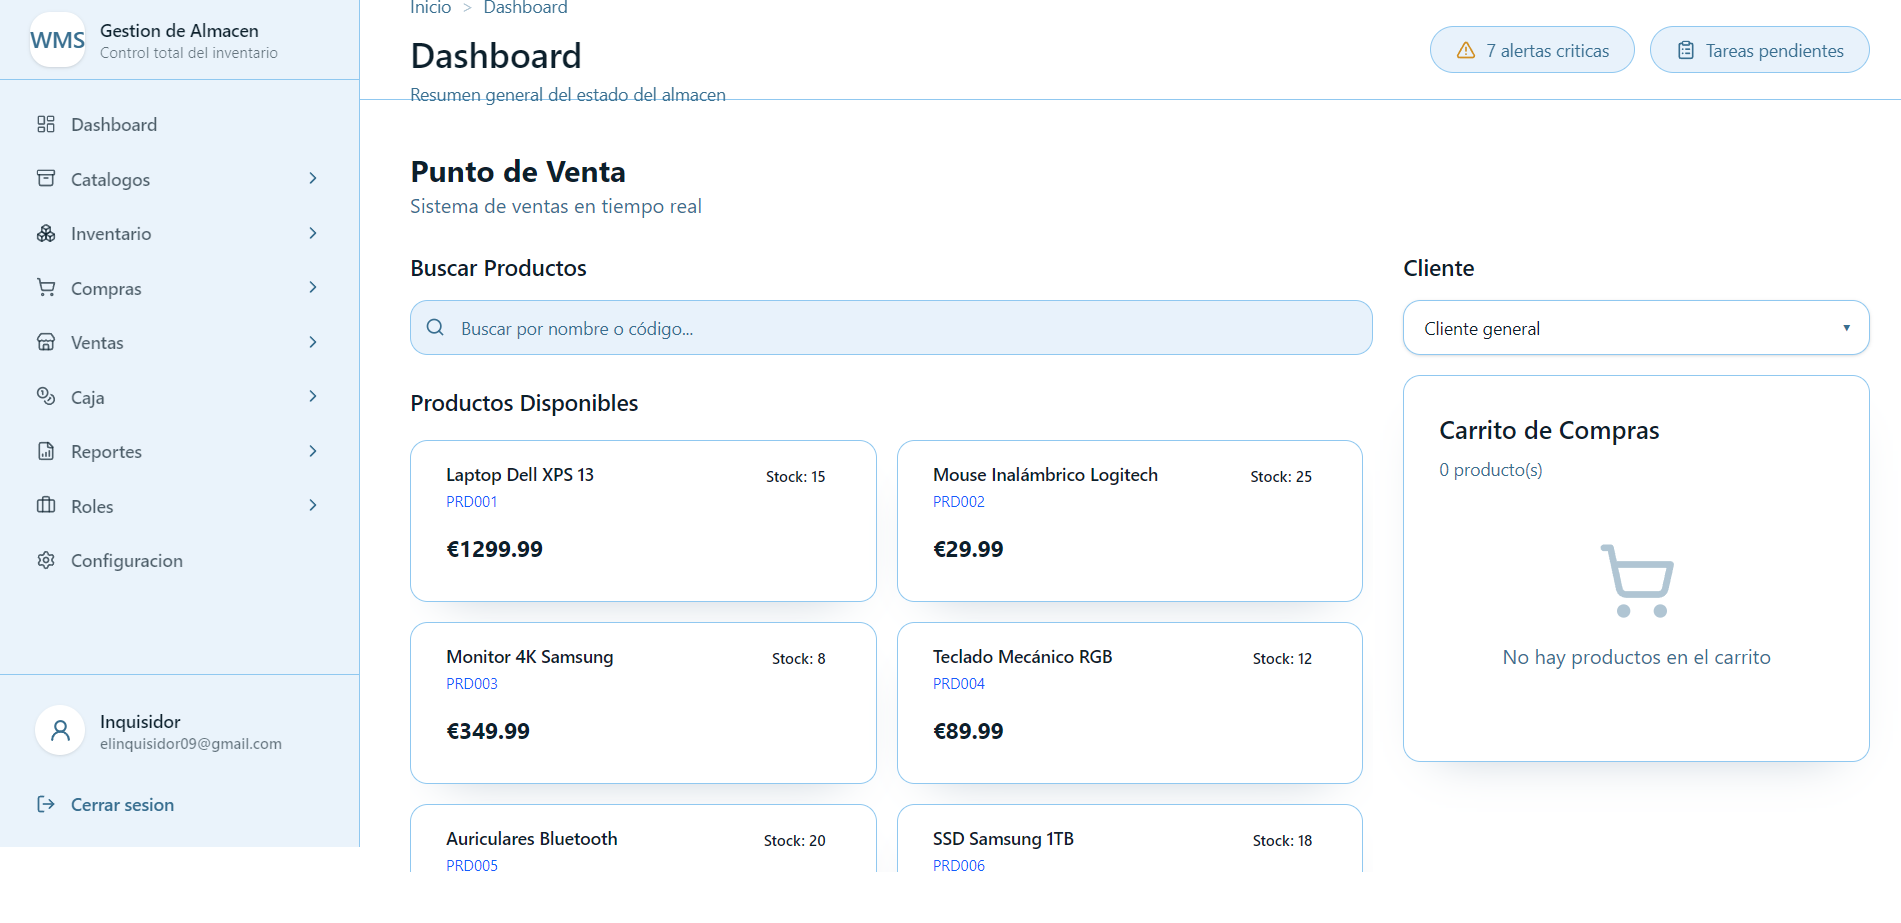 WMS
Gestion de Almacen
Control total del inventario
Dashboard
Catalogos
Inventario
Compras
Ventas
Caja
Reportes
Roles
Configuracion
Inquisidor
elinquisidor09@gmail.com
Cerrar sesion
Inicio > Dashboard
Dashboard
Resumen general del estado del almacen
7 alertas criticas
Tareas pendientes
Punto de Venta
Sistema de ventas en tiempo real
Buscar Productos
Buscar por nombre o código...
Productos Disponibles
Laptop Dell XPS 13
Stock: 15
PRD001
€1299.99
Mouse Inalámbrico Logitech
Stock: 25
PRD002
€29.99
Monitor 4K Samsung
Stock: 8
PRD003
€349.99
Teclado Mecánico RGB
Stock: 12
PRD004
€89.99
Auriculares Bluetooth
Stock: 20
PRD005
SSD Samsung 1TB
Stock: 18
PRD006
Cliente
Cliente general
Carrito de Compras
0 producto(s)
No hay productos en el carrito